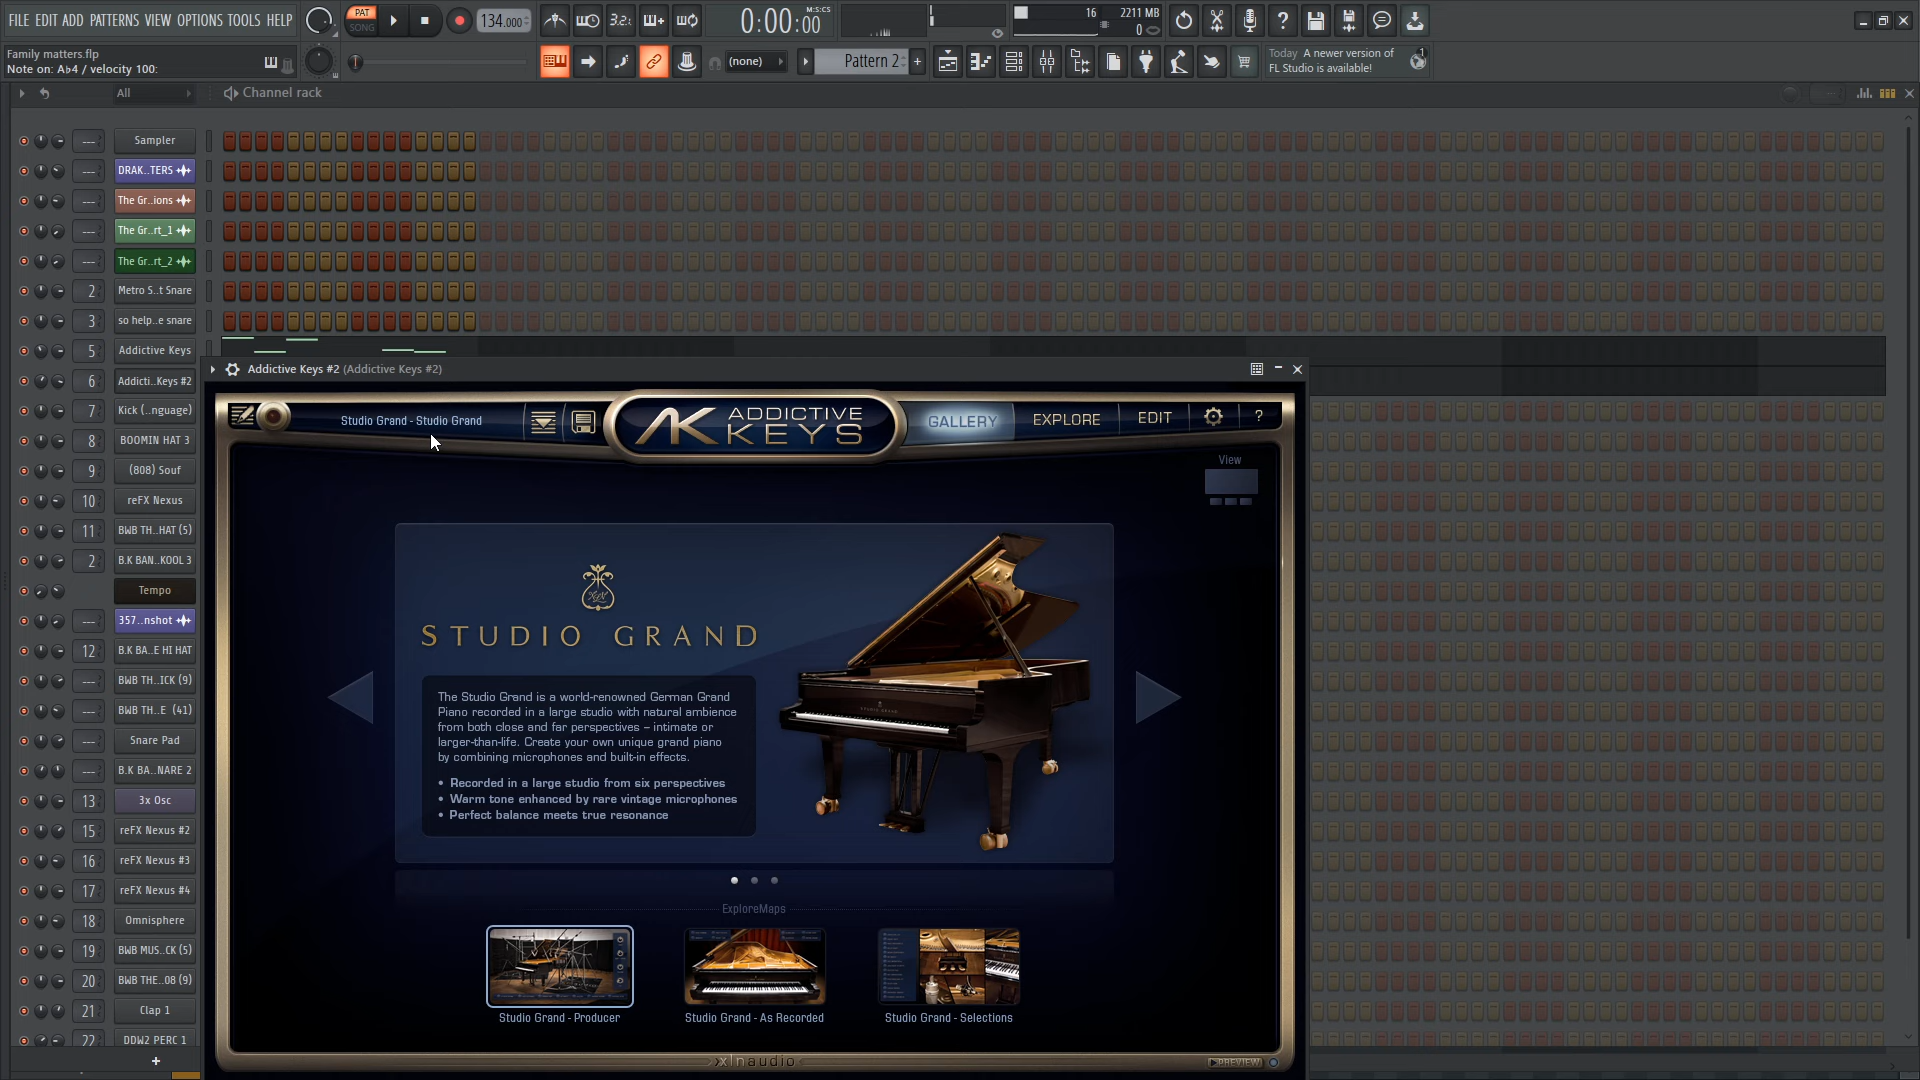 FILE EDIT ADD PATTERNS VIEW OPTIONS TOOLS HELP
PAT
SONG
134.000
3.2.
0:00:00
M:S:CS
16
2211 MB
0
Family matters.flp
Note on: Ab4 / velocity 100:
(none)
Pattern 2
+
Today A newer version of
FL Studio is available!
1
All
Channel rack
--- Sampler
--- DRAK..TERS
--- The Gr..ions
--- The Gr..rt_1
--- The Gr..rt_2
2 Metro S..t Snare
3 so help..e snare
5 Addictive Keys
6 Addicti..Keys #2
7 Kick (..nguage)
8 BOOMIN HAT 3
9 (808) Souf
10 reFX Nexus
11 BWB TH..HAT (5)
2 B.K BAN..KOOL 3
Tempo
--- 357..nshot
12 B.K BA..E HI HAT
--- BWB TH..ICK (9)
--- BWB TH..E (41)
--- Snare Pad
--- B.K BA..NARE 2
13 3x Osc
15 reFX Nexus #2
16 reFX Nexus #3
17 reFX Nexus #4
18 Omnisphere
19 BWB MUS..CK (5)
20 BWB THE..08 (9)
21 Clap 1
22 DDW2 PERC 1
+
Addictive Keys #2 (Addictive Keys #2)
Studio Grand - Studio Grand
AK ADDICTIVE
KEYS
GALLERY
EXPLORE
EDIT
?
View
STUDIO GRAND
The Studio Grand is a world-renowned German Grand
Piano recorded in a large studio with natural ambience
from both close and far perspectives – intimate or
larger-than-life. Create your own unique grand piano
by combining microphones and built-in effects.
• Recorded in a large studio from six perspectives
• Warm tone enhanced by rare vintage microphones
• Perfect balance meets true resonance
ExploreMaps
Studio Grand - Producer
Studio Grand - As Recorded
Studio Grand - Selections
xlnaudio
PREVIEW